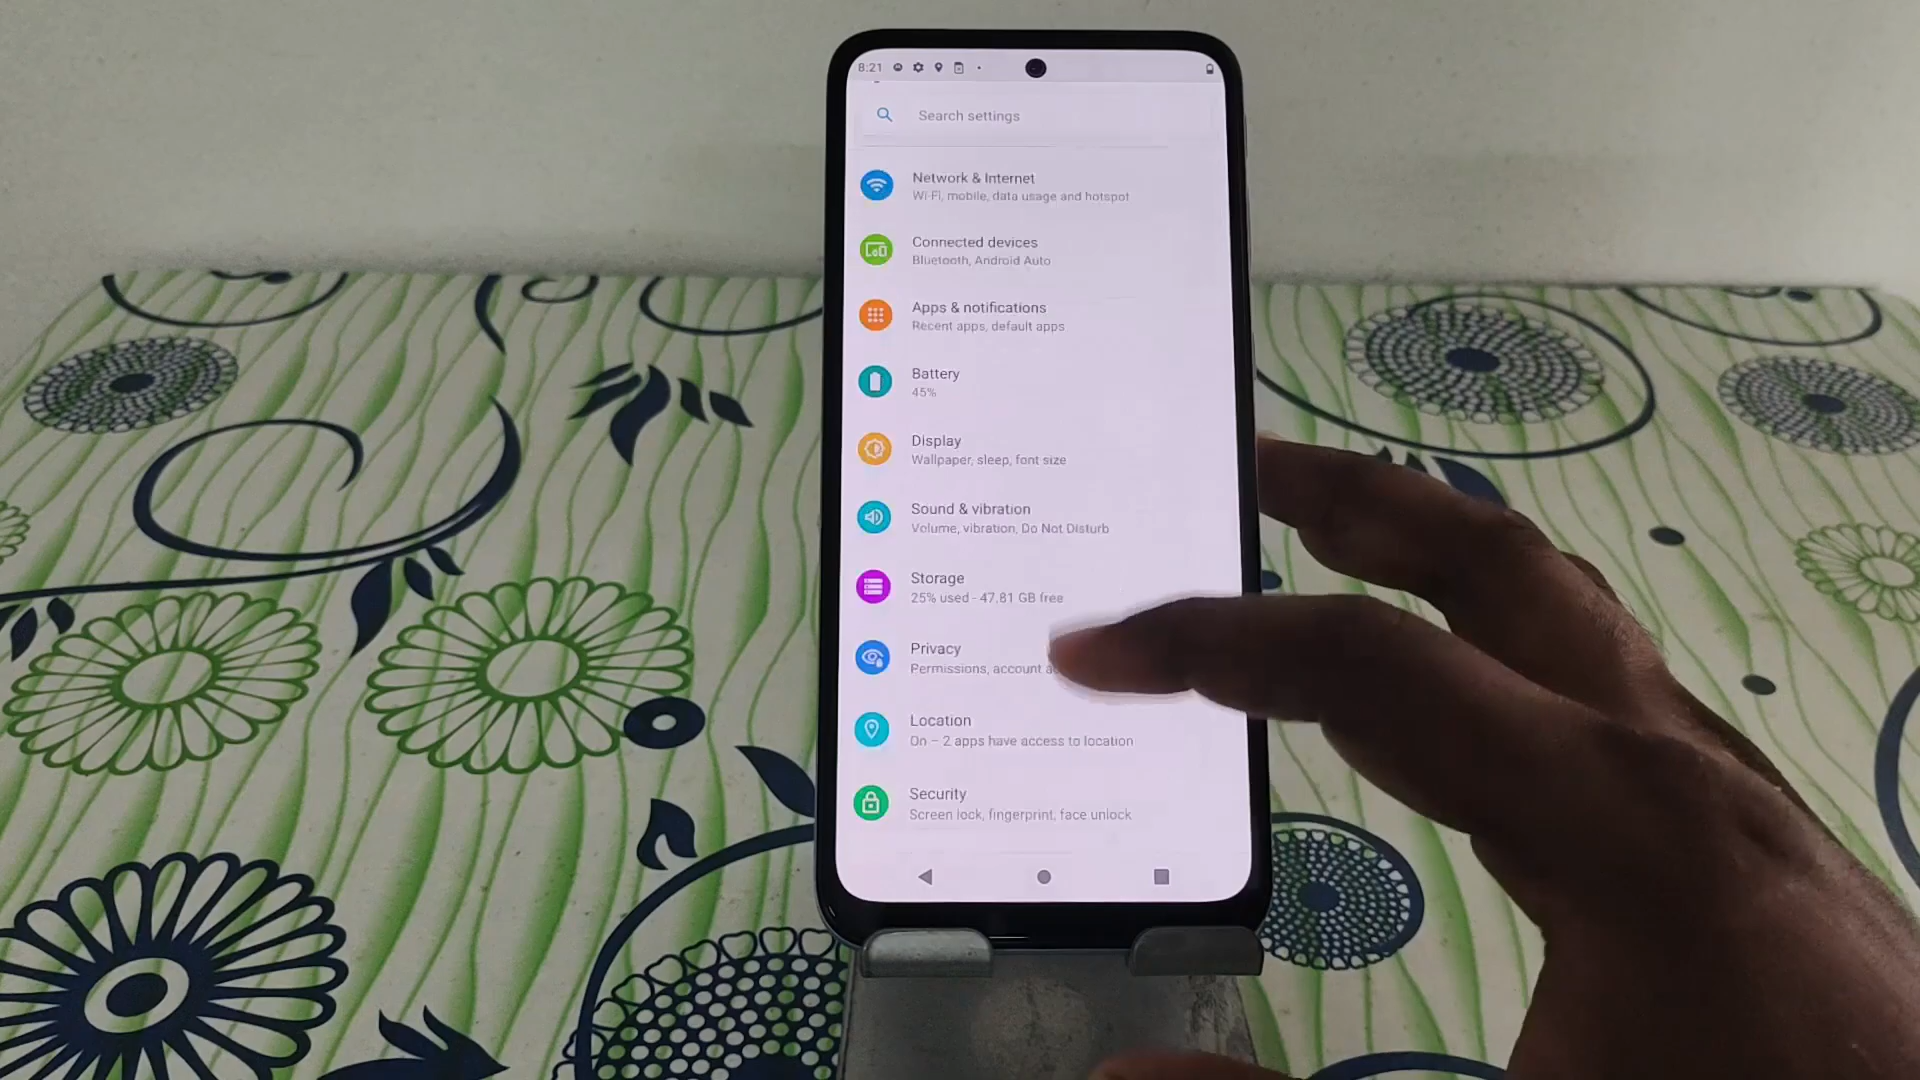 8:21
Search settings
Network & Internet
Wi-Fi, mobile, data usage and hotspot
Connected devices
Bluetooth, Android Auto
Apps & notifications
Recent apps, default apps
Battery
45%
Display
Wallpaper, sleep, font size
Sound & vibration
Volume, vibration, Do Not Disturb
Storage
25% used - 47.81 GB free
Privacy
Permissions, account
Location
On – 2 apps have access to location
Security
Screen lock, fingerprint, face unlock